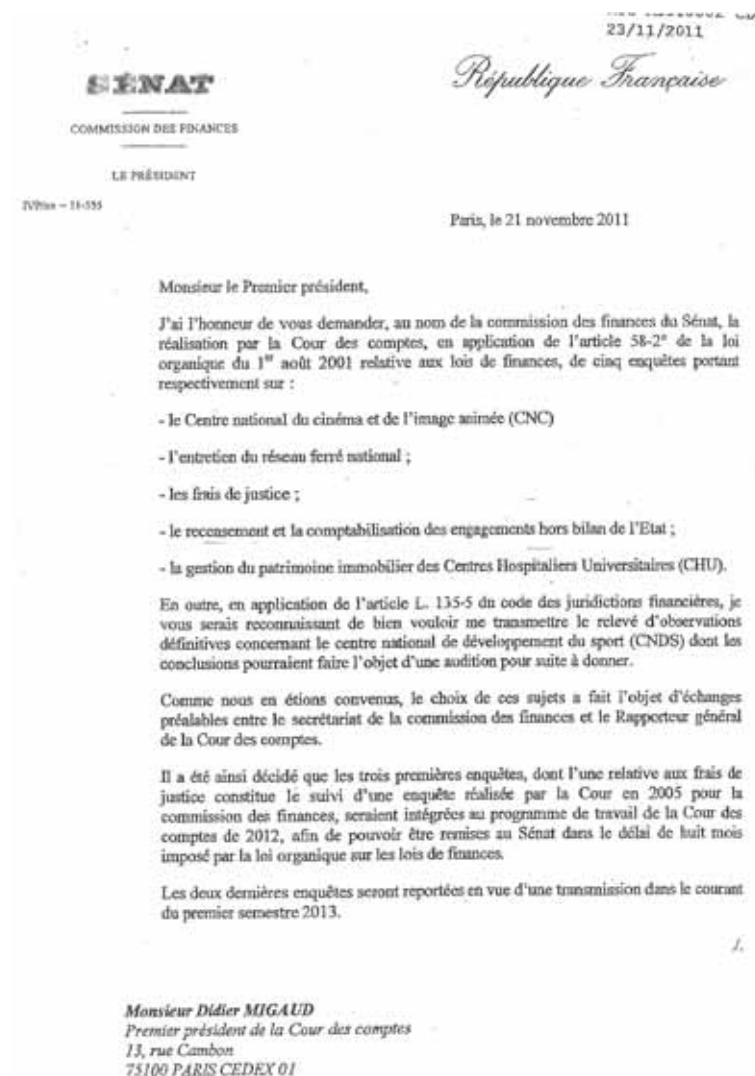 23/11/2011
SÉNAT
République Française
COMMISSION DES FINANCES
LE PRÉSIDENT
Paris, le 21 novembre 2011
Monsieur le Premier président,
J'ai l'honneur de vous demander, au nom de la commission des finances du Sénat, la
réalisation par la Cour des comptes, en application de l'article 58-2° de la loi
organique du 1er août 2001 relative aux lois de finances, de cinq enquêtes portant
respectivement sur :
- le Centre national du cinéma et de l'image animée (CNC)
- l'entretien du réseau ferré national ;
- les frais de justice ;
- le recensement et la comptabilisation des engagements hors bilan de l'Etat ;
- la gestion du patrimoine immobilier des Centres Hospitaliers Universitaires (CHU).
En outre, en application de l'article L. 135-5 du code des juridictions financières, je
vous serais reconnaissant de bien vouloir me transmettre le relevé d'observations
définitives concernant le centre national de développement du sport (CNDS) dont les
conclusions pourraient faire l'objet d'une audition pour suite à donner.
Comme nous en étions convenus, le choix de ces sujets a fait l'objet d'échanges
préalables entre le secrétariat de la commission des finances et le Rapporteur général
de la Cour des comptes.
Il a été ainsi décidé que les trois premières enquêtes, dont l'une relative aux frais de
justice constitue le suivi d'une enquête réalisée par la Cour en 2005 pour la
commission des finances, seraient intégrées au programme de travail de la Cour des
comptes de 2012, afin de pouvoir être remises au Sénat dans le délai de huit mois
imposé par la loi organique sur les lois de finances.
Les deux dernières enquêtes seront reportées en vue d'une transmission dans le courant
du premier semestre 2013.
Monsieur Didier MIGAUD
Premier président de la Cour des comptes
13, rue Cambon
75100 PARIS CEDEX 01